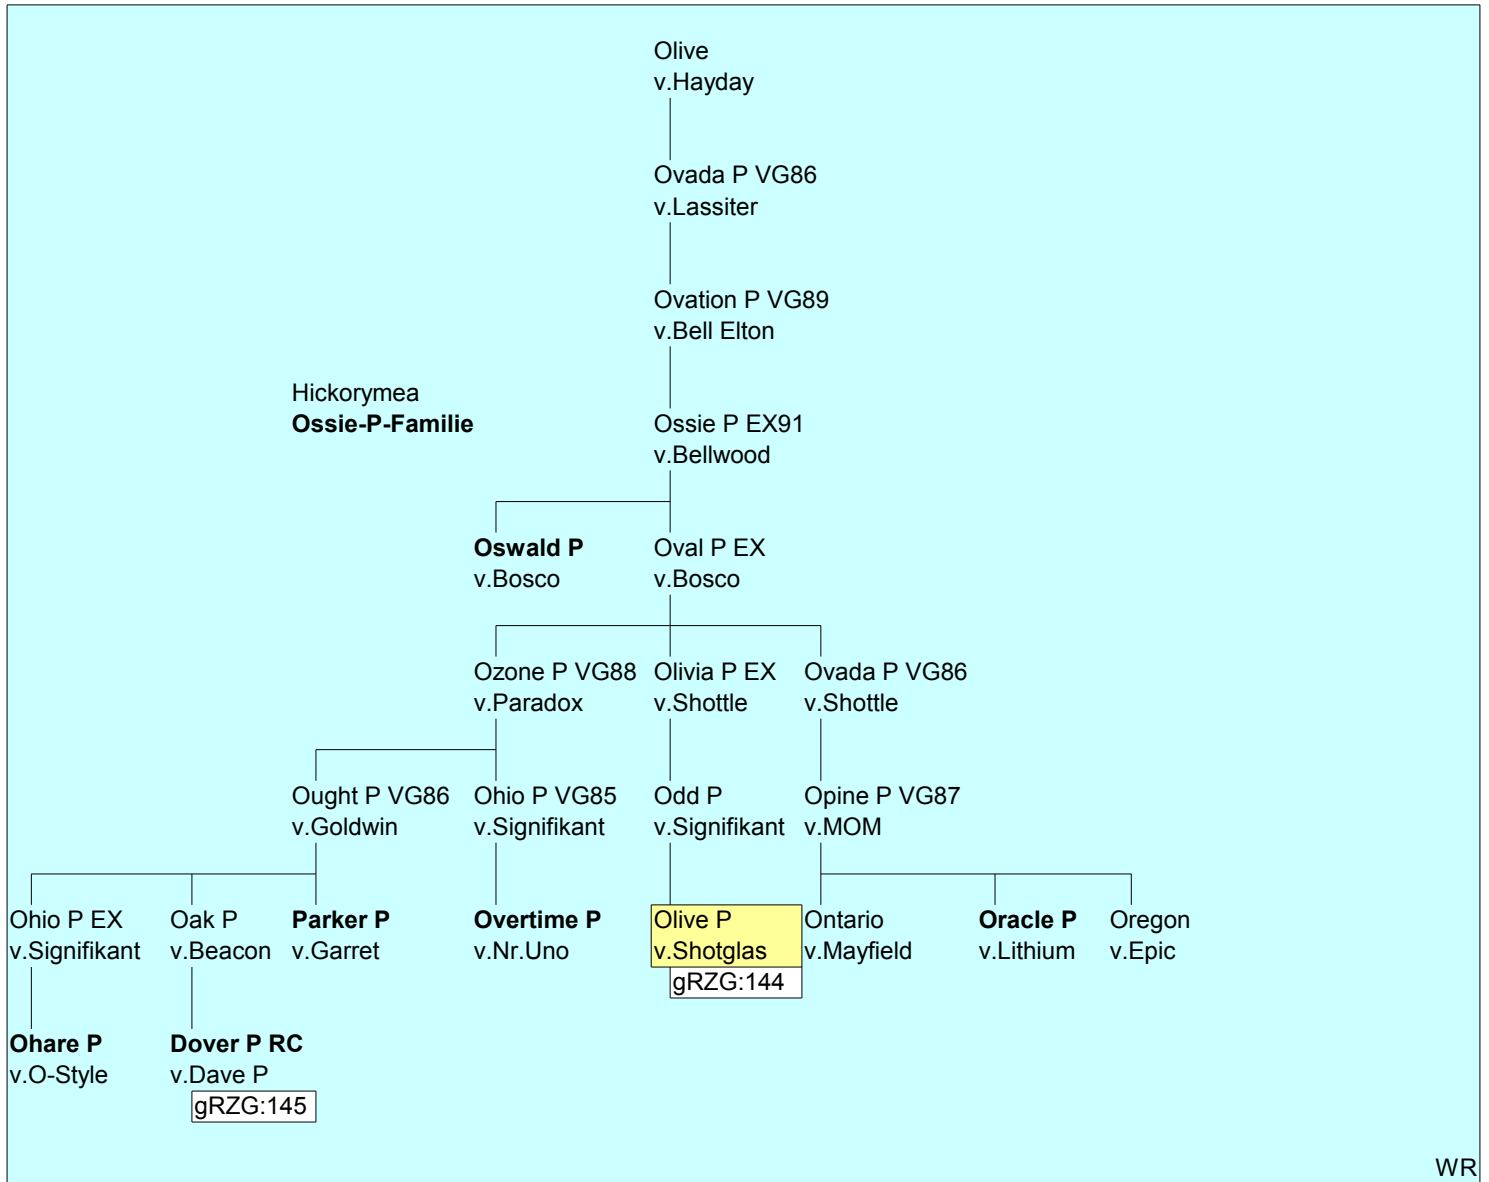 Olive
v.Hayday
Ovada P VG86
v.Lassiter
Ovation P VG89
v.Bell Elton
Hickorymea
Ossie-P-Familie
Ossie P EX91
v.Bellwood
Oswald P
v.Bosco
Oval P EX
v.Bosco
Ozone P VG88
v.Paradox
Olivia P EX
v.Shottle
Ovada P VG86
v.Shottle
Ought P VG86
v.Goldwin
Ohio P VG85
v.Signifikant
Odd P
v.Signifikant
Opine P VG87
v.MOM
Ohio P EX
v.Signifikant
Oak P
v.Beacon
Parker P
v.Garret
Overtime P
v.Nr.Uno
Olive P
v.Shotglas
gRZG:144
Ontario
v.Mayfield
Oracle P
v.Lithium
Oregon
v.Epic
Ohare P
v.O-Style
Dover P RC
v.Dave P
gRZG:145
WR